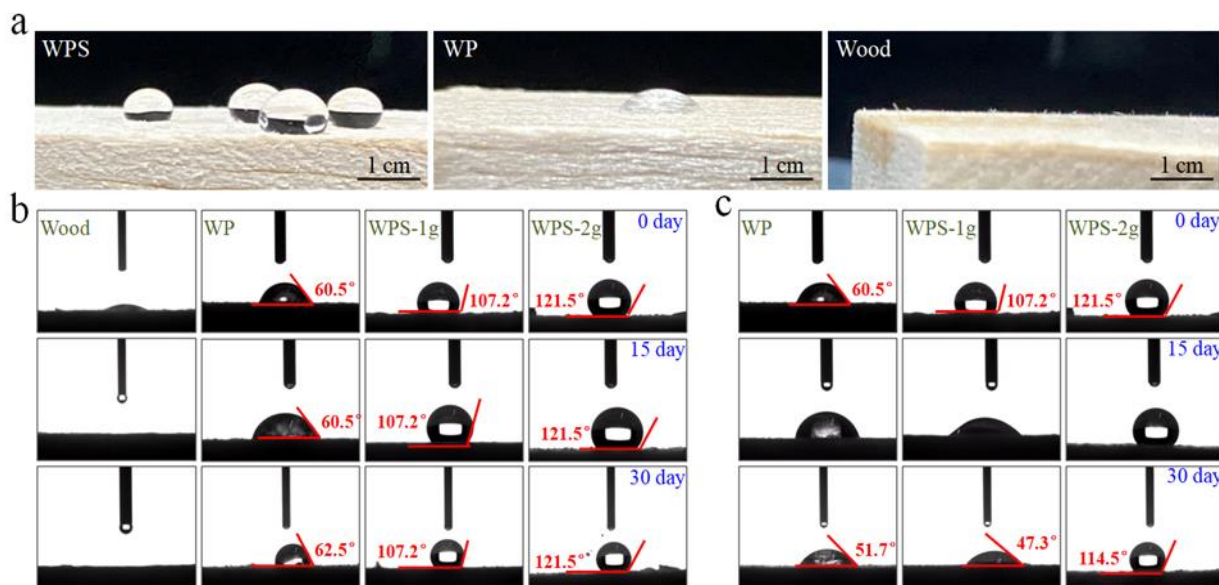 a
WPS
WP
Wood
1 cm
1 cm
1 cm
b
Wood
WP
WPS-1g
WPS-2g
0 day
60.5°
107.2°
121.5°
15 day
60.5°
107.2°
121.5°
30 day
62.5°
107.2°
121.5°
c
WP
WPS-1g
WPS-2g
0 day
60.5°
107.2°
121.5°
15 day
30 day
51.7°
47.3°
114.5°